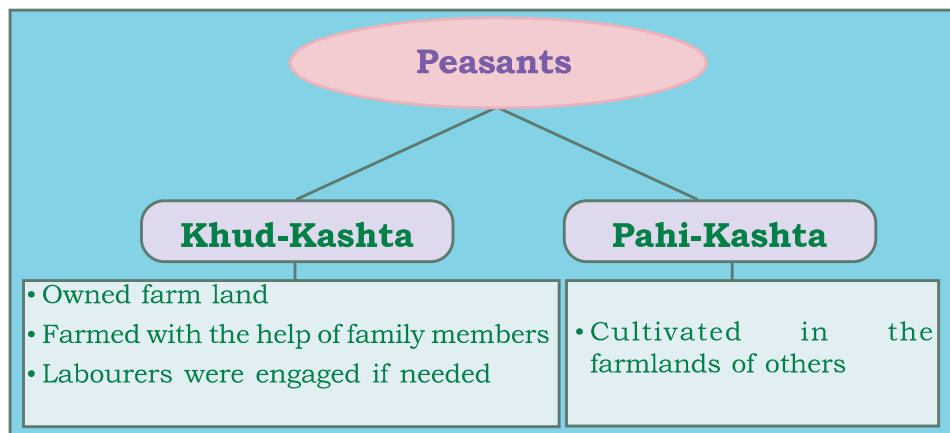 Peasants
Khud-Kashta
Pahi-Kashta
• Owned farm land
• Farmed with the help of family members
• Labourers were engaged if needed
• Cultivated in the
farmlands of others